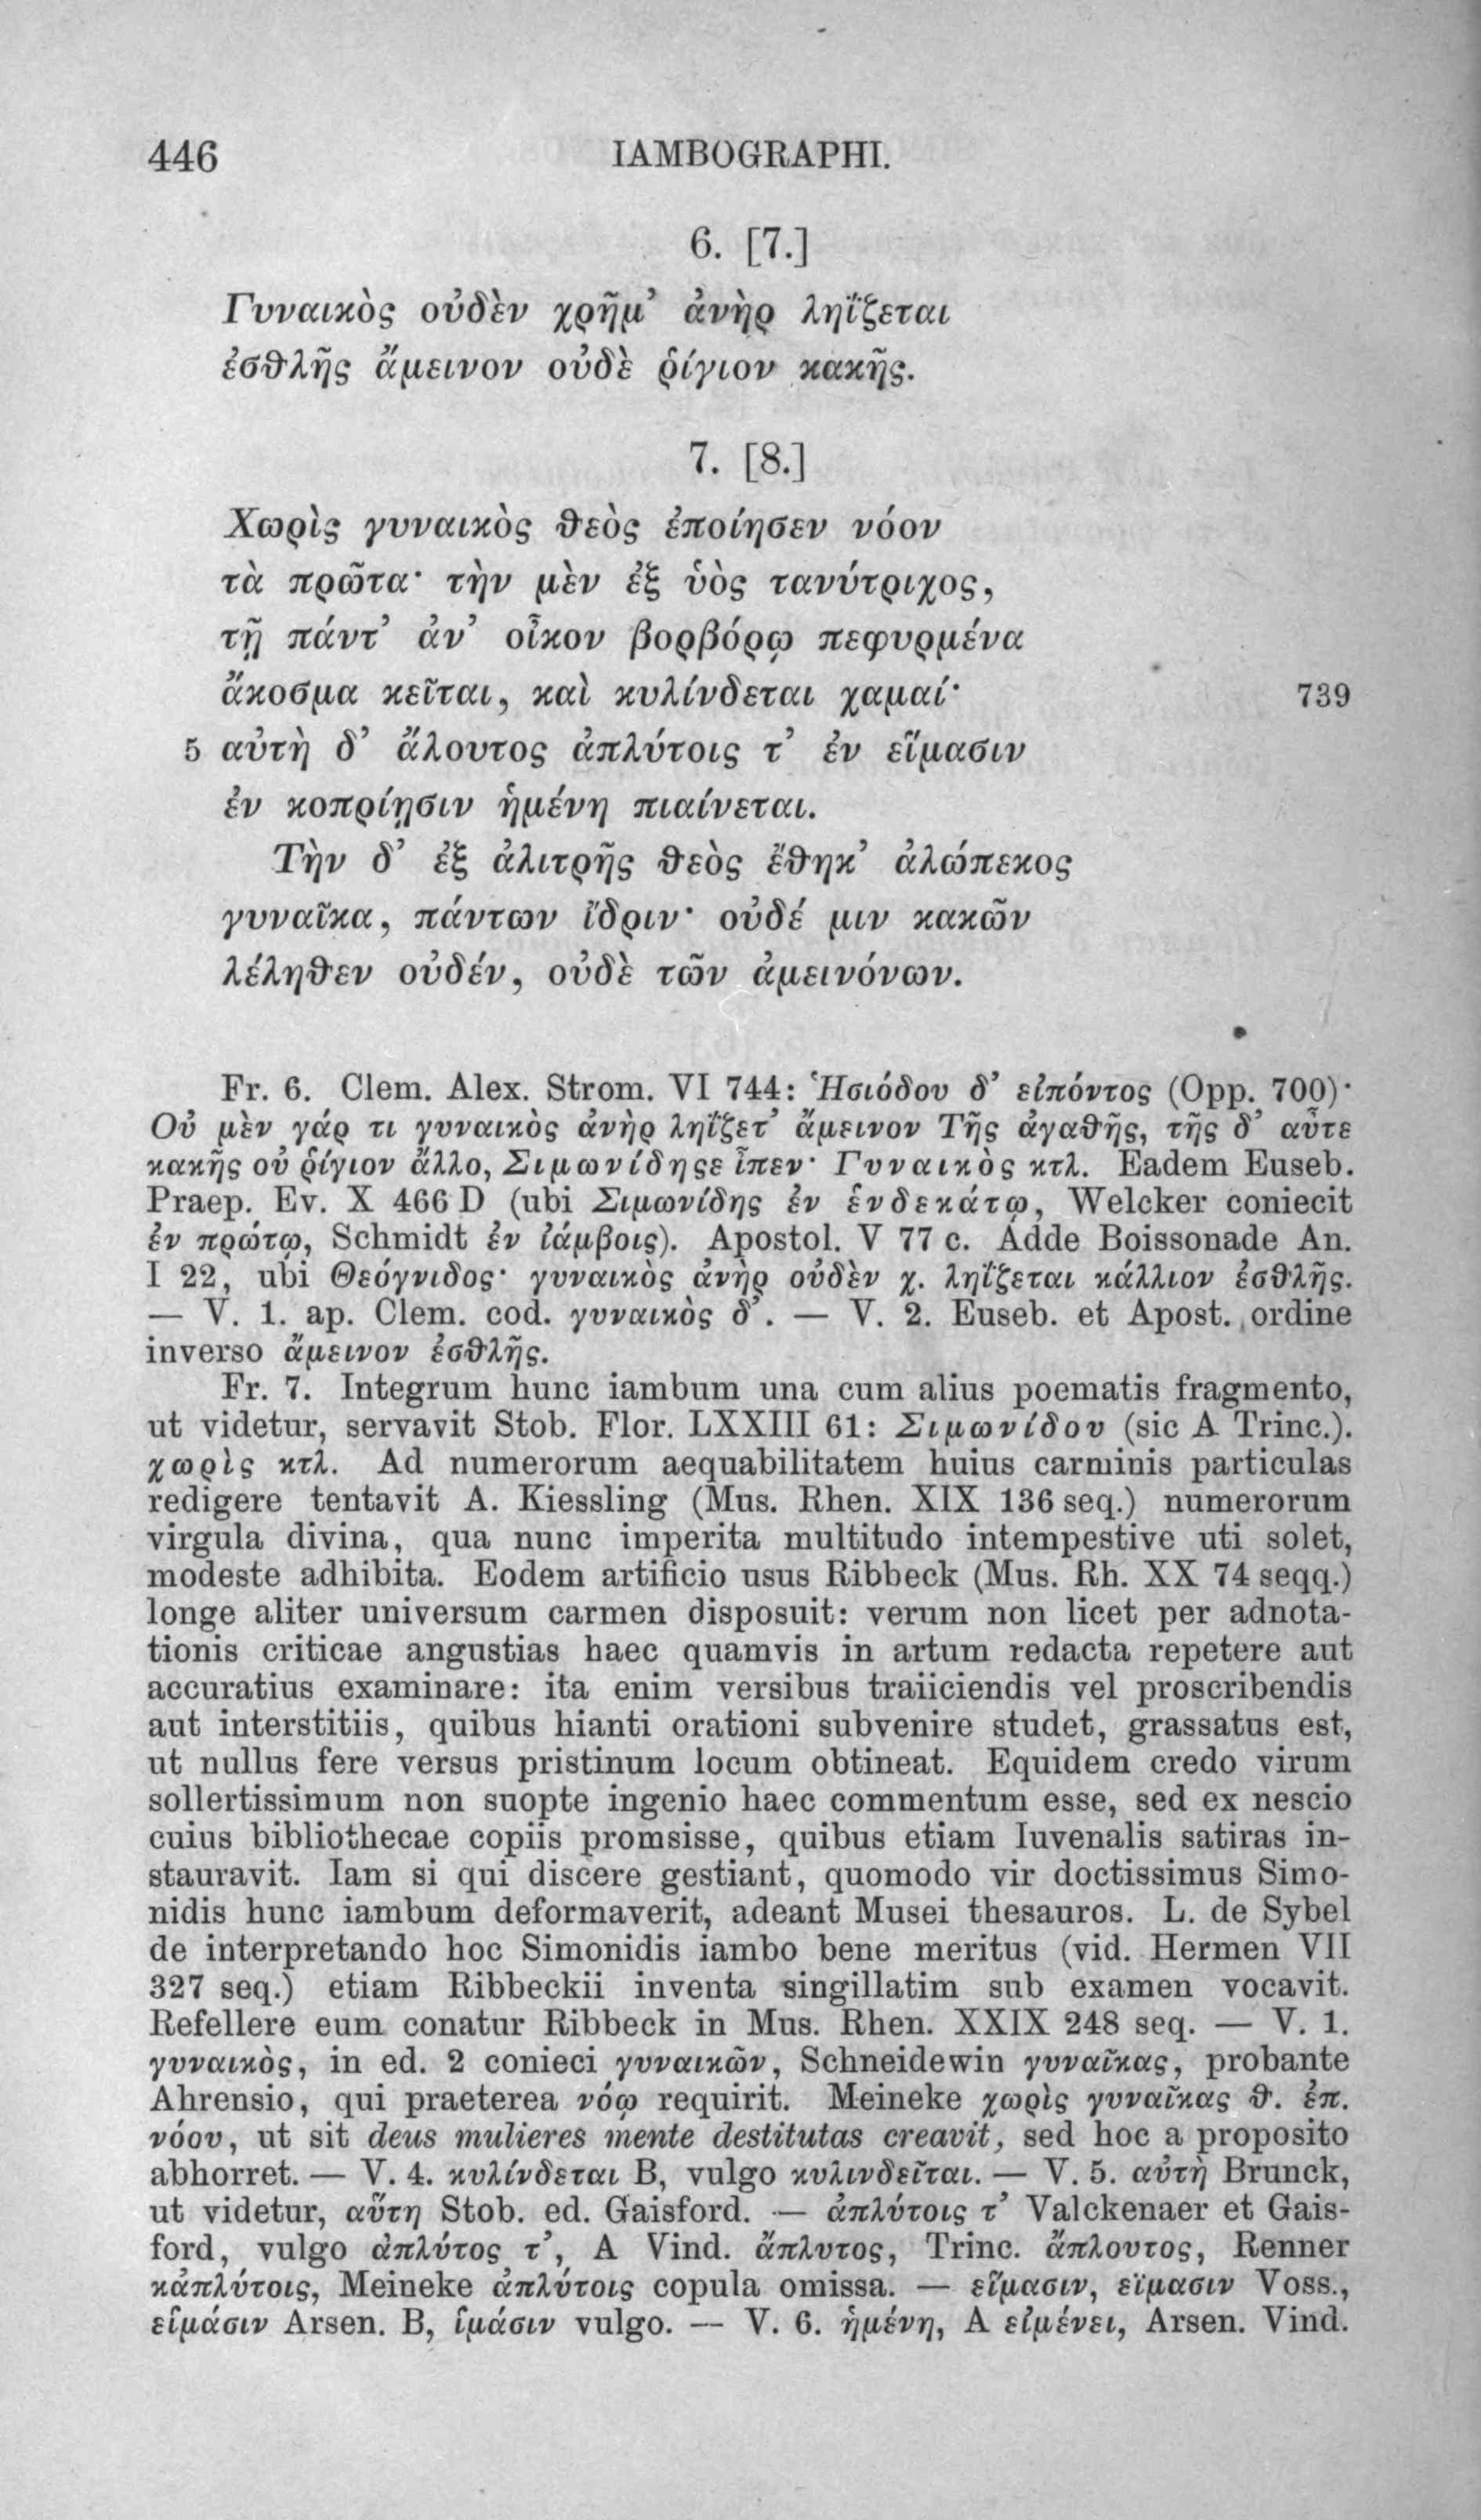 446
IAMBOGRAPHI.
6. [7.]
Γυναικὸς οὐδὲν χρῆμ’ ἀνὴρ ληΐζεται
ἐσθλῆς ἄμεινον οὐδὲ ῥίγιον κακῆς.
7. [8.]
Χωρὶς γυναικὸς θεὸς ἐποίησεν νόον
τὰ πρῶτα· τὴν μὲν ἐξ ὑὸς τανύτριχος,
τῇ πάντ’ ἀν’ οἶκον βορβόρῳ πεφυρμένα
ἄκοσμα κεῖται, καὶ κυλίνδεται χαμαί·
739
5 αὐτὴ δ’ ἄλουτος ἀπλύτοις τ’ ἐν εἵμασιν
ἐν κοπρίῃσιν ἡμένη πιαίνεται.
Τὴν δ’ ἐξ ἀλιτρῆς θεὸς ἔθηκ’ ἀλώπεκος
γυναῖκα, πάντων ἴδριν· οὐδέ μιν κακῶν
λέληθεν οὐδέν, οὐδὲ τῶν ἀμεινόνων.
Fr. 6. Clem. Alex. Strom. VI 744: Ἡσιόδου δ’ εἰπόντος (Opp. 700)·
Οὐ μὲν γάρ τι γυναικὸς ἀνὴρ ληΐζετ’ ἄμεινον Τῆς ἀγαθῆς, τῆς δ’ αὖτε
κακῆς οὐ ῥίγιον ἄλλο, Σιμωνίδηςε ἶπεν· Γυναικὸς κτλ. Eadem Euseb.
Praep. Ev. X 466 D (ubi Σιμωνίδης ἐν ἑνδεκάτῳ, Welcker coniecit
ἐν πρώτῳ, Schmidt ἐν ἰάμβοις). Apostol. V 77 c. Adde Boissonade An.
I 22, ubi Θεόγνιδος· γυναικὸς ἀνὴρ οὐδὲν χ. ληΐζεται κάλλιον ἐσθλῆς.
— V. 1. ap. Clem. cod. γυναικὸς δ’. — V. 2. Euseb. et Apost. ordine
inverso ἄμεινον ἐσθλῆς.
Fr. 7. Integrum hunc iambum una cum alius poematis fragmento,
ut videtur, servavit Stob. Flor. LXXIII 61: Σιμωνίδου (sic A Trinc.).
χωρὶς κτλ. Ad numerorum aequabilitatem huius carminis particulas
redigere tentavit A. Kiessling (Mus. Rhen. XIX 136 seq.) numerorum
virgula divina, qua nunc imperita multitudo intempestive uti solet,
modeste adhibita. Eodem artificio usus Ribbeck (Mus. Rh. XX 74 seqq.)
longe aliter universum carmen disposuit: verum non licet per adnota-
tionis criticae angustias haec quamvis in artum redacta repetere aut
accuratius examinare: ita enim versibus traiiciendis vel proscribendis
aut interstitiis, quibus hianti orationi subvenire studet, grassatus est,
ut nullus fere versus pristinum locum obtineat. Equidem credo virum
sollertissimum non suopte ingenio haec commentum esse, sed ex nescio
cuius bibliothecae copiis promsisse, quibus etiam Iuvenalis satiras in-
stauravit. Iam si qui discere gestiant, quomodo vir doctissimus Simo-
nidis hunc iambum deformaverit, adeant Musei thesauros. L. de Sybel
de interpretando hoc Simonidis iambo bene meritus (vid. Hermen VII
327 seq.) etiam Ribbeckii inventa singillatim sub examen vocavit.
Refellere eum conatur Ribbeck in Mus. Rhen. XXIX 248 seq. — V. 1.
γυναικὸς, in ed. 2 conieci γυναικῶν, Schneidewin γυναῖκας, probante
Ahrensio, qui praeterea νόῳ requirit. Meineke χωρὶς γυναῖκας θ. ἐπ.
νόον, ut sit deus mulieres mente destitutas creavit, sed hoc a proposito
abhorret. — V. 4. κυλίνδεται B, vulgo κυλινδεῖται. — V. 5. αὐτὴ Brunck,
ut videtur, αὕτη Stob. ed. Gaisford. — ἀπλύτοις τ’ Valckenaer et Gais-
ford, vulgo ἀπλύτος τ’, A Vind. ἄπλυτος, Trinc. ἄπλουτος, Renner
κἀπλύτοις, Meineke ἀπλύτοις copula omissa. — εἵμασιν, εἴμασιν Voss.,
εἱμάσιν Arsen. B, ἱμάσιν vulgo. — V. 6. ἡμένη, A εἱμένει, Arsen. Vind.